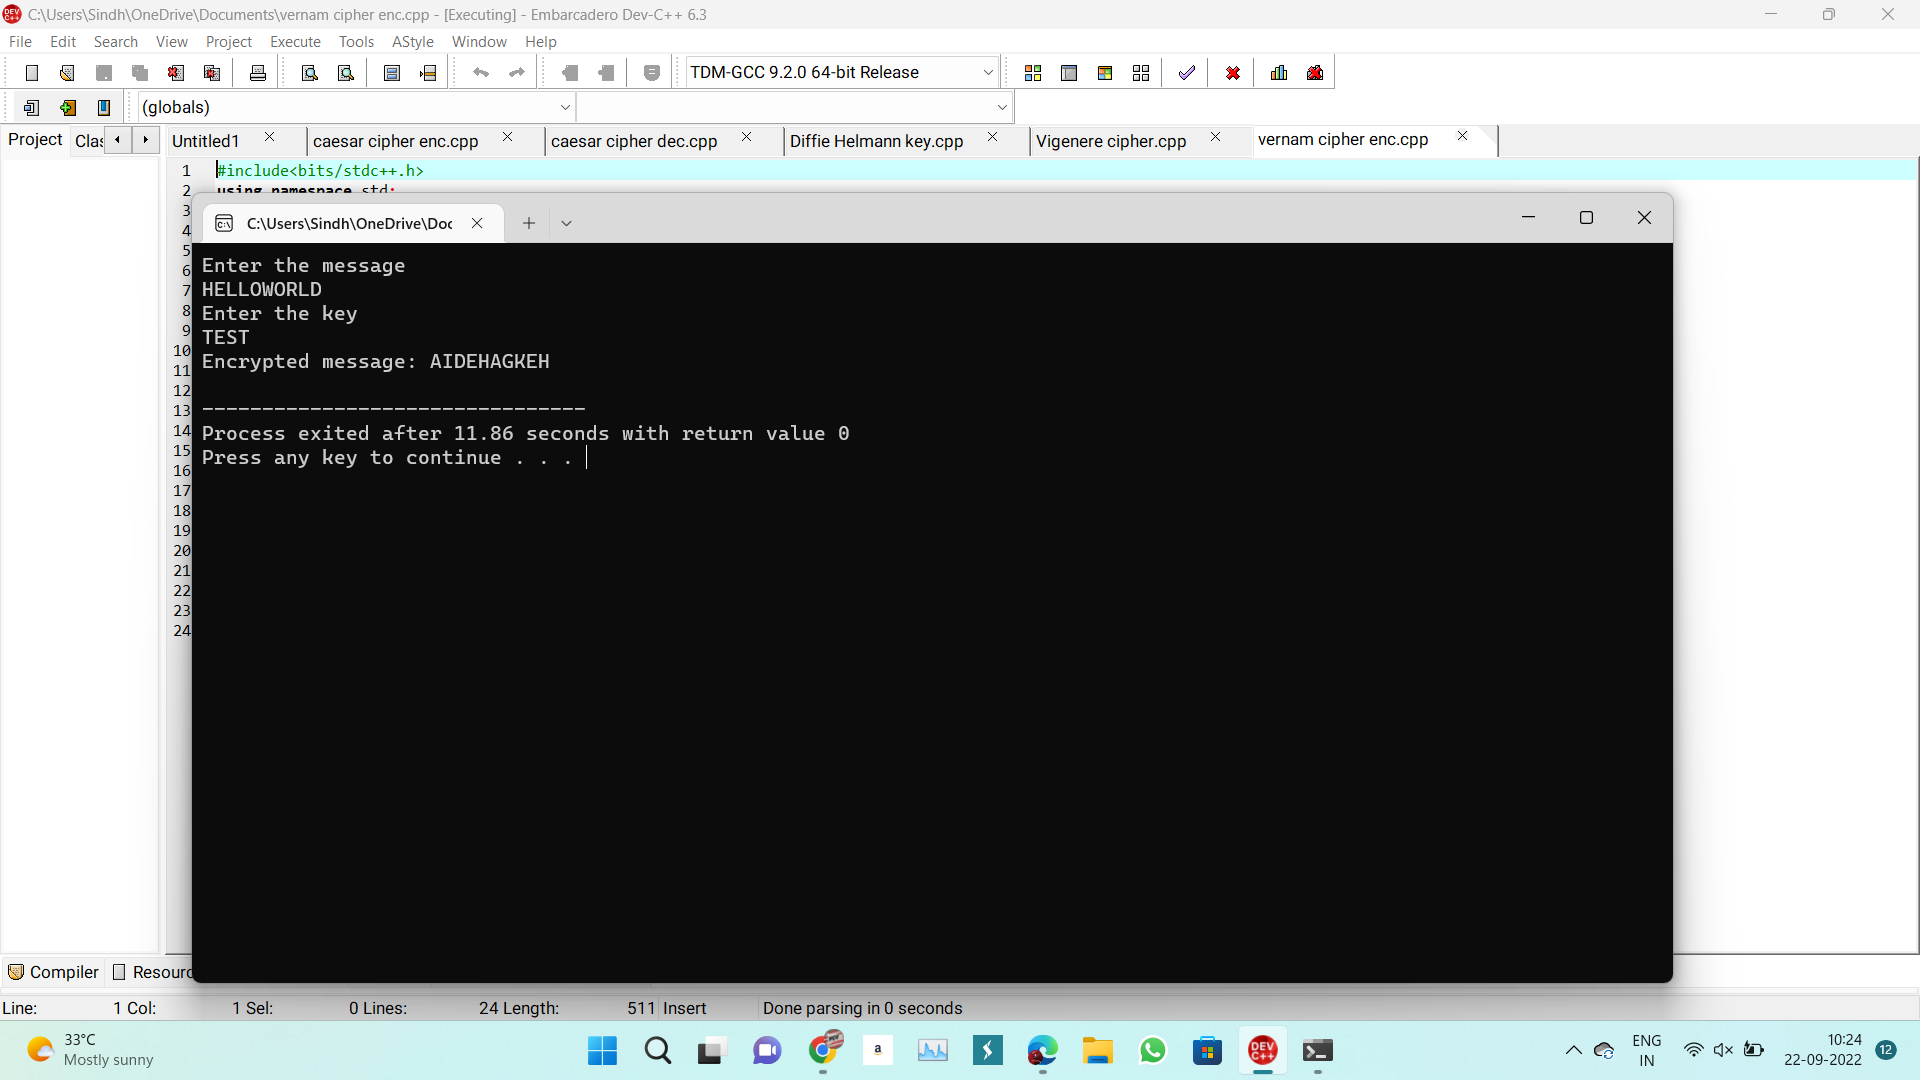 C:\Users\Sindh\OneDrive\Documents\vernam cipher enc.cpp - [Executing] - Embarcadero Dev-C++ 6.3
File Edit Search View Project Execute Tools AStyle Window Help
TDM-GCC 9.2.0 64-bit Release
(globals)
Project Clas Untitled1 caesar cipher enc.cpp caesar cipher dec.cpp Diffie Helmann key.cpp Vigenere cipher.cpp vernam cipher enc.cpp
1 #include<bits/stdc++.h>
2 using namespace std;
3
4
5
6
7
8
9
10
11
12
13
14
15
16
17
18
19
20
21
22
23
24
C:\Users\Sindh\OneDrive\Doc
Enter the message
HELLOWORLD
Enter the key
TEST
Encrypted message: AIDEHAGKEH
--------------------------------
Process exited after 11.86 seconds with return value 0
Press any key to continue . . .
Compiler Resourc
Line: 1 Col: 1 Sel: 0 Lines: 24 Length: 511 Insert Done parsing in 0 seconds
33°C
Mostly sunny
a
DEV
C++
ENG
IN
10:24
22-09-2022
12